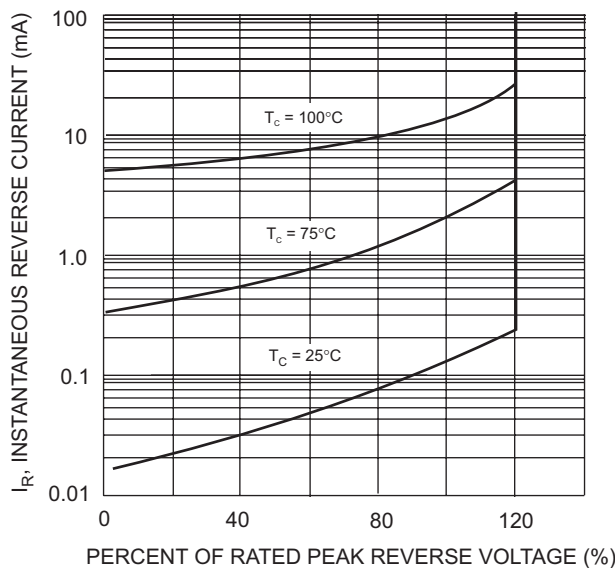 I_R, INSTANTANEOUS REVERSE CURRENT (mA)
100
10
1.0
0.1
0.01
T_c = 100°C
T_c = 75°C
T_C = 25°C
0 40 80 120
PERCENT OF RATED PEAK REVERSE VOLTAGE (%)